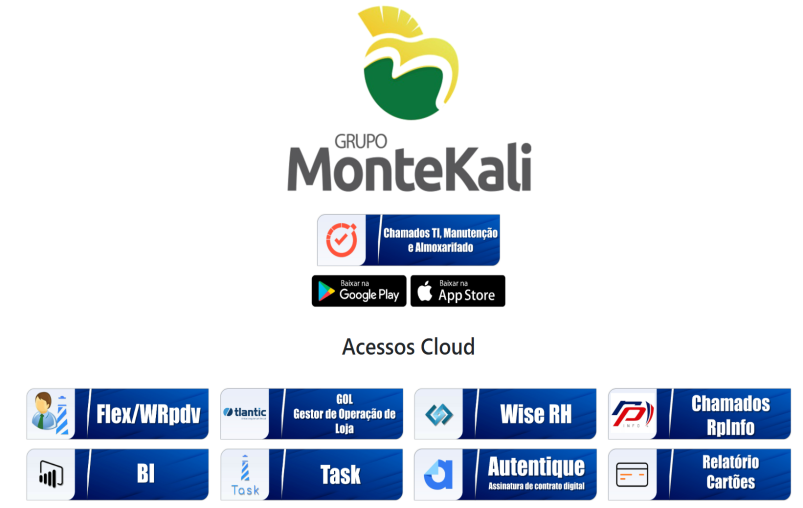 GRUPO
MonteKali
Chamados TI, Manutenção
e Almoxarifado
Baixar na
Google Play
Baixar na
App Store
Acessos Cloud
Flex/WRpdv
tlantic
GOL
Gestor de Operação de
Loja
Wise RH
INFO
Chamados
RpInfo
BI
Task
Task
Autentique
Assinatura de contrato digital
Relatório
Cartões